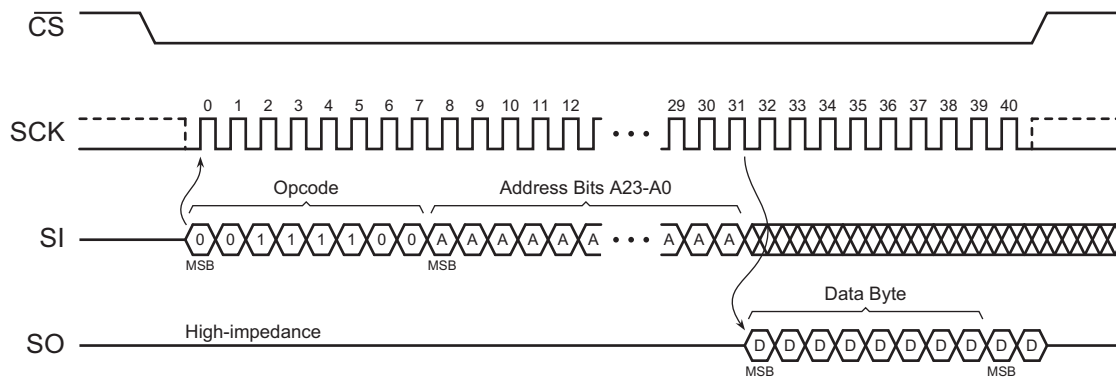 CS
0 1 2 3 4 5 6 7 8 9 10 11 12 29 30 31 32 33 34 35 36 37 38 39 40
SCK
Opcode Address Bits A23-A0
SI 0 0 1 1 1 1 0 0 A A A A A A A A A
MSB MSB
Data Byte
High-impedance
SO D D D D D D D D D D
MSB MSB